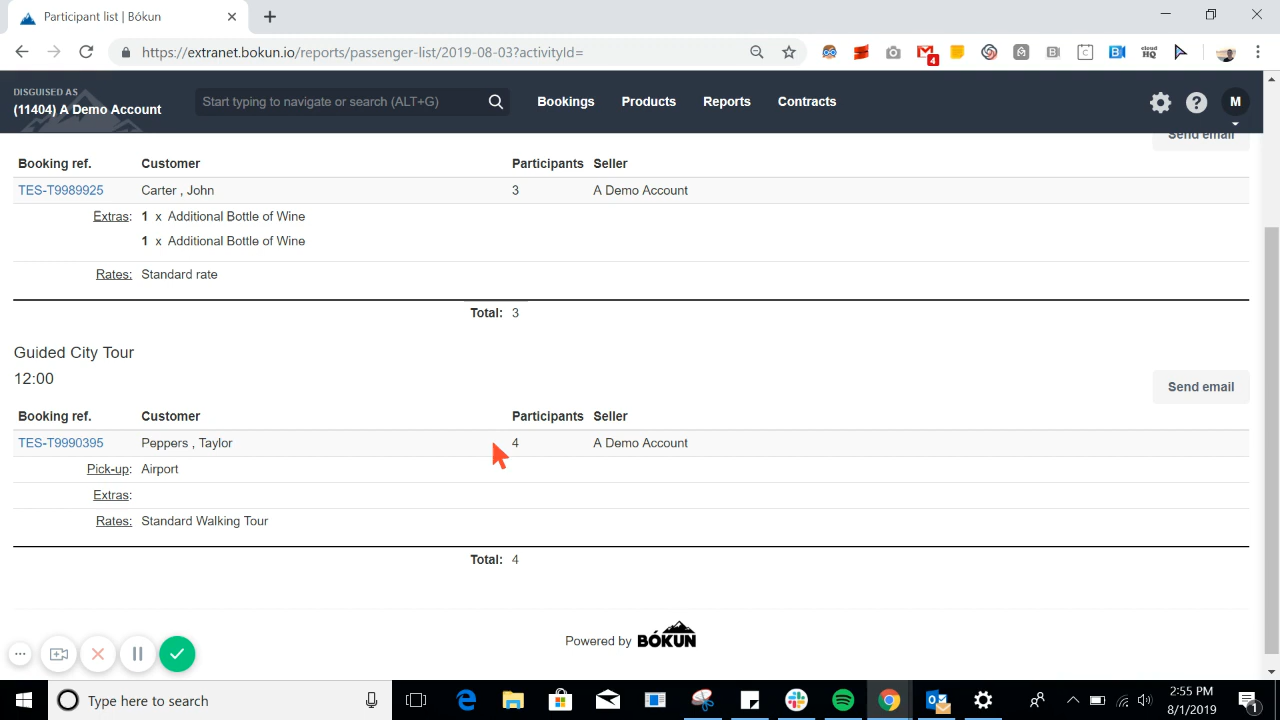 Participant list | Bókun
https://extranet.bokun.io/reports/passenger-list/2019-08-03?activityId=
4
cloud HQ
DISGUISED AS
(11404) A Demo Account
Start typing to navigate or search (ALT+G)
Bookings
Products
Reports
Contracts
M
Send email
Booking ref. Customer Participants Seller
TES-T9989925 Carter , John 3 A Demo Account
Extras: 1 x Additional Bottle of Wine
1 x Additional Bottle of Wine
Rates: Standard rate
Total: 3
Guided City Tour
12:00
Send email
Booking ref. Customer Participants Seller
TES-T9990395 Peppers , Taylor 4 A Demo Account
Pick-up: Airport
Extras:
Rates: Standard Walking Tour
Total: 4
Powered by BÓKUN
Type here to search
2:55 PM
8/1/2019
1